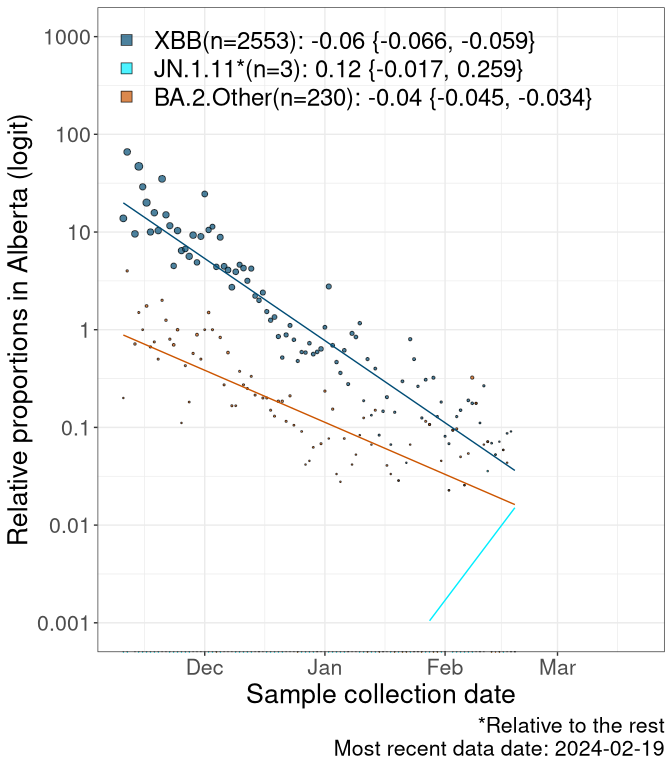 1000
100
10
1
0.1
0.01
0.001
Relative proportions in Alberta (logit)
XBB(n=2553): -0.06 {-0.066, -0.059}
JN.1.11*(n=3): 0.12 {-0.017, 0.259}
BA.2.Other(n=230): -0.04 {-0.045, -0.034}
Dec Jan Feb Mar
Sample collection date
*Relative to the rest
Most recent data date: 2024-02-19